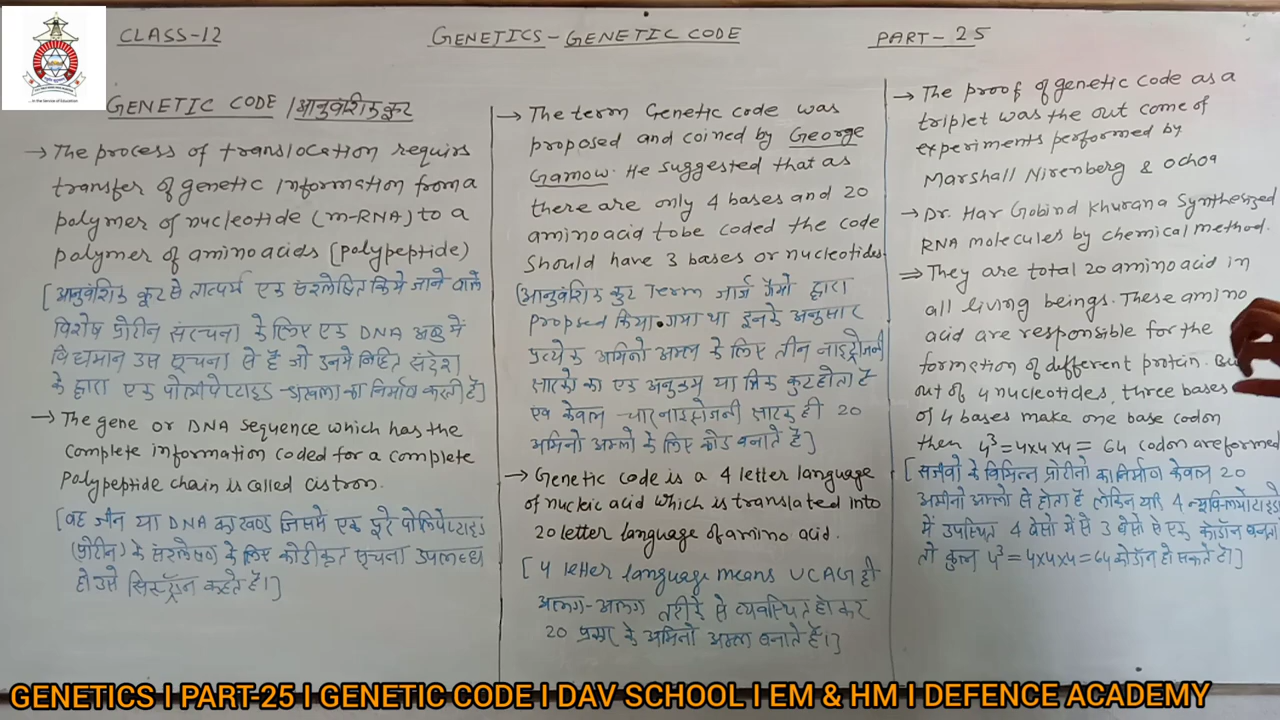 CLASS-12
GENETICS - GENETIC CODE
PART - 25
GENETIC CODE / आनुवंशिक कूट
→ The process of translocation requirs
transfer of genetic information from a
polymer of nucleotide (m-RNA) to a
polymer of amino acids [polypeptide)
[आनुवंशिक कूट से तात्पर्य एक संश्लेषित किये जाने वाले
विशेष प्रोटीन संरचना के लिए एक DNA अणु में
विद्यमान उस सूचना से है जो इनमें निहित संदेश
के द्वारा एक पोलीपेप्टाइड श्रृंखला का निर्माण करती है]
→ The gene or DNA sequence which has the
complete information coded for a complete
polypeptide chain is called cistron.
[वह जीन या DNA का खण्ड जिसमें एक पूरे पोलिपेप्टाइड
(प्रोटीन) के संश्लेषण के लिए कोडीकृत सूचना उपलब्ध
हो उसे सिस्ट्रॉन कहते है।]
→ The term Genetic code was
proposed and coined by George
Gamow. He suggested that as
there are only 4 bases and 20
aminoacid tobe coded the code
should have 3 bases or nucleotides.
(आनुवंशिक कुट Term जार्ज गैमो द्वारा
Propsed किया गया था इनके अनुसार
प्रत्येक अमिनो अम्ल के लिए तीन नाइट्रोजनी
क्षारकों का एक अनुक्रम या त्रिक कुट होता है
एवं केवल चार नाइट्रोजनी क्षारक ही 20
अमिनो अम्लो के लिए कोड बनाते है]
→ Genetic code is a 4 letter language
of nucleic acid which is translated into
20 letter language of amino acid.
[4 letter language means UCAG ही
अलग-अलग तरीके से व्यवस्थित हो कर
20 प्रकार के अमिनो अम्ल बनाते हैं।]
→ The proof of genetic code as a
triplet was the out come of
experiments performed by
Marshall Nirenberg & Ochoa
→ Dr. Har Gobind Khurana Synthesized
RNA molecules by chemical method.
→ They are total 20 amino acid in
all living beings. These amino
acid are responsible for the
formation of different protein. Bu
out of 4 nucleotides, three bases
of 4 bases make one base codon
then 4³ = 4x4x4 = 64 codon are formed
[सजीवों के विभिन्न प्रोटीनों का निर्माण केवल 20
अमीनो अम्लो से होता है लेकिन यदि 4 न्यूक्लियोटाइडो
में उपस्थित 4 बेसों में से 3 बेसो से एक कोडॉन बनता
तो कुल 4³ = 4x4x4 = 64 कोडॉन हो सकते है।]
GENETICS I PART-25 I GENETIC CODE I DAV SCHOOL I EM & HM I DEFENCE ACADEMY